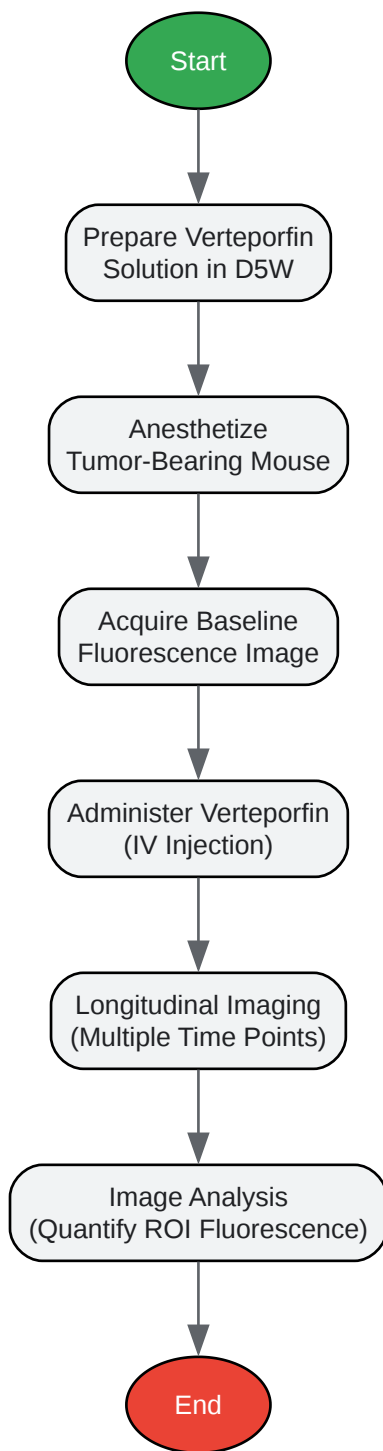 Start
Prepare Verteporfin
Solution in D5W
Anesthetize
Tumor-Bearing Mouse
Acquire Baseline
Fluorescence Image
Administer Verteporfin
(IV Injection)
Longitudinal Imaging
(Multiple Time Points)
Image Analysis
(Quantify ROI Fluorescence)
End